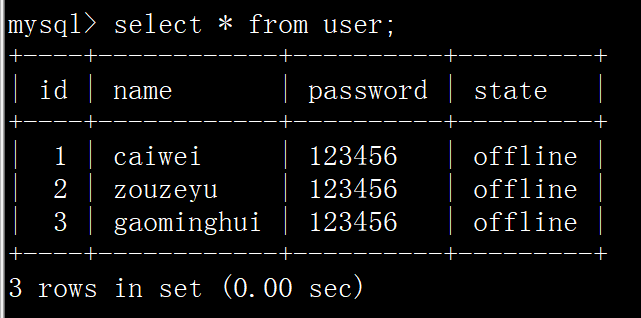 mysql> select * from user;
+----+------------+----------+---------+
| id | name       | password | state   |
+----+------------+----------+---------+
|  1 | caiwei     | 123456   | offline |
|  2 | zouzeyu    | 123456   | offline |
|  3 | gaominghui | 123456   | offline |
+----+------------+----------+---------+
3 rows in set (0.00 sec)